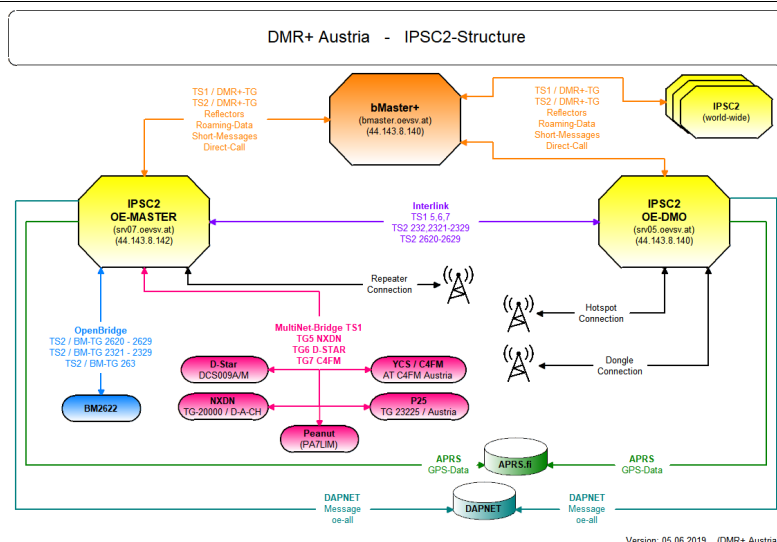 DMR+ Austria - IPSC2-Structure
TS1 / DMR+-TG
TS2 / DMR+-TG
Reflectors
Roaming-Data
Short-Messages
Direct-Call
bMaster+
(bmaster.oevsv.at)
(44.143.8.140)
TS1 / DMR+-TG
TS2 / DMR+-TG
Reflectors
Roaming-Data
Short-Messages
Direct-Call
IPSC2
(world-wide)
IPSC2
OE-MASTER
(srv07.oevsv.at)
(44.143.8.142)
Interlink
TS1 5,6,7
TS2 232,2321-2329
TS2 2620-2629
IPSC2
OE-DMO
(srv05.oevsv.at)
(44.143.8.140)
Repeater
Connection
Hotspot
Connection
Dongle
Connection
OpenBridge
TS2 / BM-TG 2620 - 2629
TS2 / BM-TG 2321 - 2329
TS2 / BM-TG 263
BM2622
MultiNet-Bridge TS1
TG5 NXDN
TG6 D-STAR
TG7 C4FM
D-Star
DCS009A/M
YCS / C4FM
AT C4FM Austria
NXDN
TG-20000 / D-A-CH
P25
TG 23225 / Austria
Peanut
(PA7LIM)
APRS
GPS-Data
APRS.fi
APRS
GPS-Data
DAPNET
Message
oe-all
DAPNET
DAPNET
Message
oe-all
Version: 05.06.2019 (DMR+ Austria